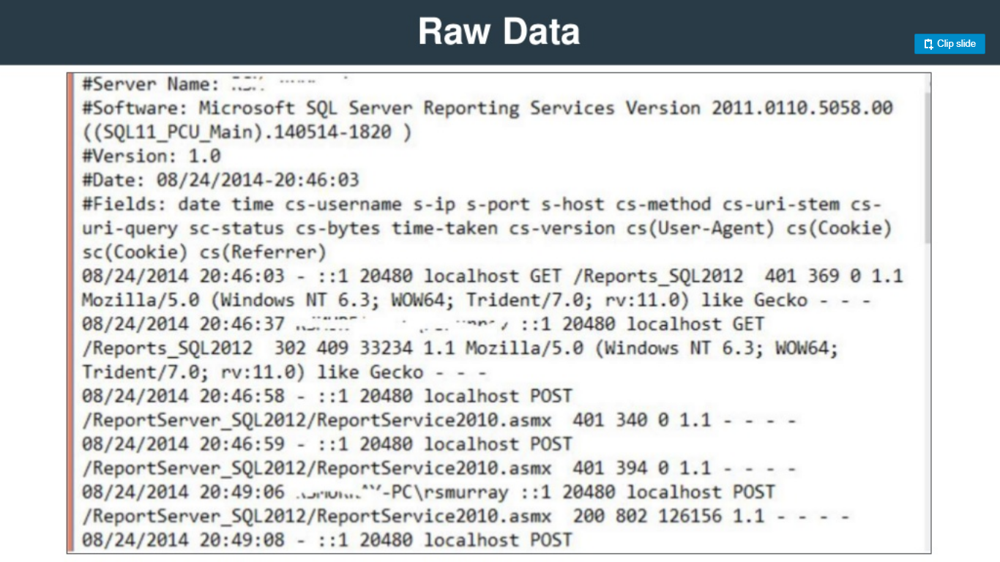 Raw Data
Clip slide
#Server Name:
#Software: Microsoft SQL Server Reporting Services Version 2011.0110.5058.00
((SQL11_PCU_Main).140514-1820 )
#Version: 1.0
#Date: 08/24/2014-20:46:03
#Fields: date time cs-username s-ip s-port s-host cs-method cs-uri-stem cs-
uri-query sc-status cs-bytes time-taken cs-version cs(User-Agent) cs(Cookie)
sc(Cookie) cs(Referrer)
08/24/2014 20:46:03 - ::1 20480 localhost GET /Reports_SQL2012  401 369 0 1.1
Mozilla/5.0 (Windows NT 6.3; WOW64; Trident/7.0; rv:11.0) like Gecko - - -
08/24/2014 20:46:37 ::1 20480 localhost GET
/Reports_SQL2012  302 409 33234 1.1 Mozilla/5.0 (Windows NT 6.3; WOW64;
Trident/7.0; rv:11.0) like Gecko - - -
08/24/2014 20:46:58 - ::1 20480 localhost POST
/ReportServer_SQL2012/ReportService2010.asmx  401 340 0 1.1 - - - -
08/24/2014 20:46:59 - ::1 20480 localhost POST
/ReportServer_SQL2012/ReportService2010.asmx  401 394 0 1.1 - - - -
08/24/2014 20:49:06 -PC\rsmurray ::1 20480 localhost POST
/ReportServer_SQL2012/ReportService2010.asmx  200 802 126156 1.1 - - - -
08/24/2014 20:49:08 - ::1 20480 localhost POST